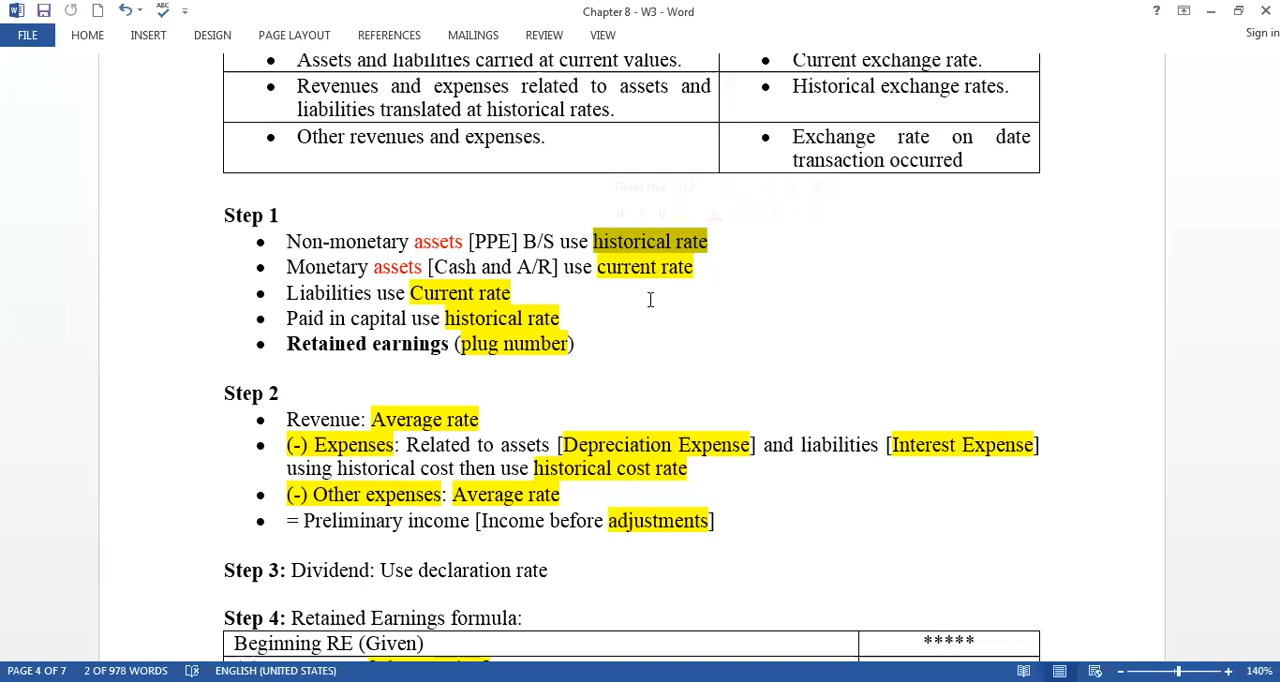 Chapter 8 - W3 - Word
Sign in
FILE HOME INSERT DESIGN PAGE LAYOUT REFERENCES MAILINGS REVIEW VIEW
• Assets and liabilities carried at current values.
• Current exchange rate.
• Revenues and expenses related to assets and
liabilities translated at historical rates.
• Historical exchange rates.
• Other revenues and expenses.
• Exchange rate on date
transaction occurred
Times New - 12
Step 1
• Non-monetary assets [PPE] B/S use historical rate
• Monetary assets [Cash and A/R] use current rate
• Liabilities use Current rate
• Paid in capital use historical rate
• Retained earnings (plug number)
Step 2
• Revenue: Average rate
• (-) Expenses: Related to assets [Depreciation Expense] and liabilities [Interest Expense]
using historical cost then use historical cost rate
• (-) Other expenses: Average rate
• = Preliminary income [Income before adjustments]
Step 3: Dividend: Use declaration rate
Step 4: Retained Earnings formula:
Beginning RE (Given) *****
PAGE 4 OF 7 2 OF 978 WORDS ENGLISH (UNITED STATES) 140%